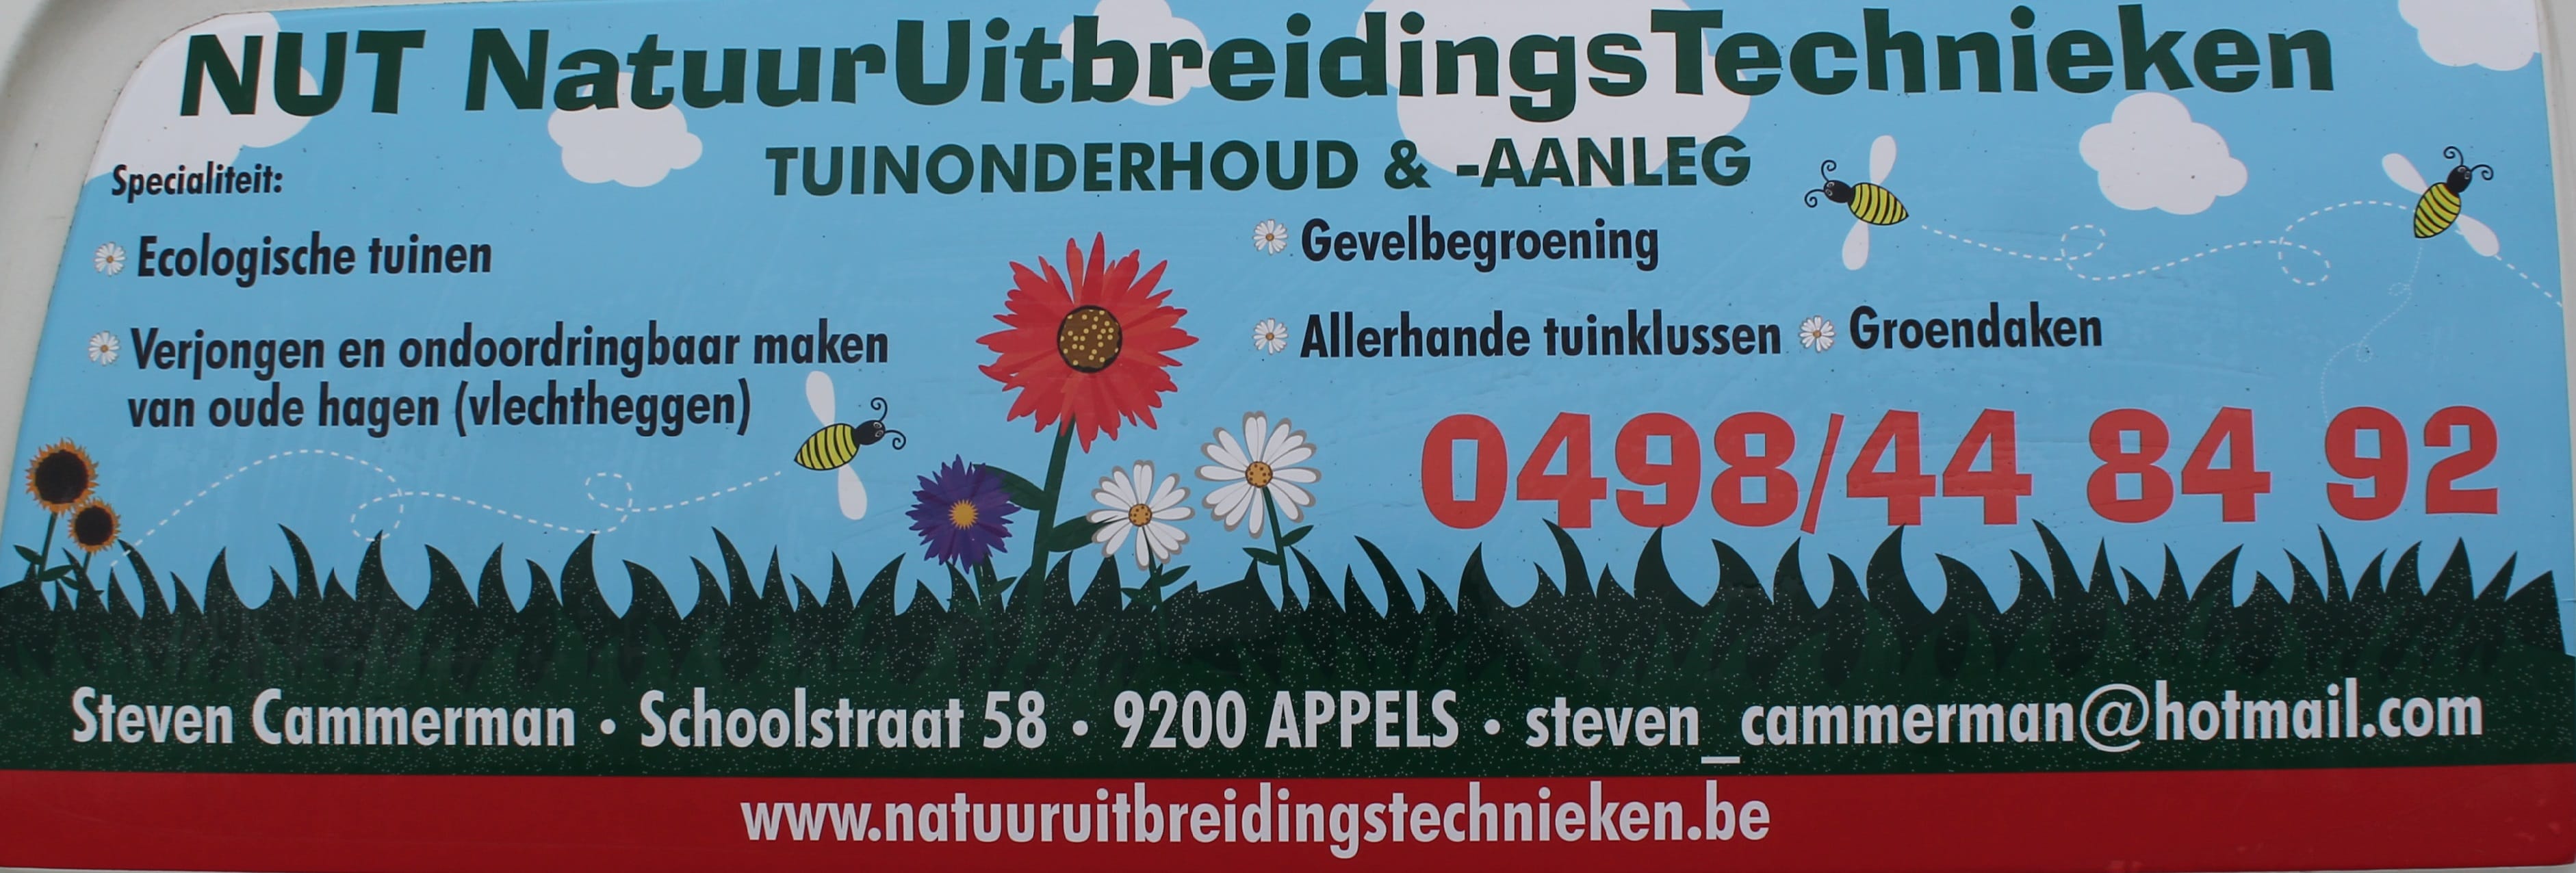 NUT NatuurUitbreidingsTechnieken
TUINONDERHOUD & -AANLEG
Specialiteit:
Ecologische tuinen
Verjongen en ondoordringbaar maken
van oude hagen (vlechtheggen)
Gevelbegroening
Allerhande tuinklussen Groendaken
0498/44 84 92
Steven Cammerman • Schoolstraat 58 • 9200 APPELS • steven_cammerman@hotmail.com
www.natuuruitbreidingstechnieken.be